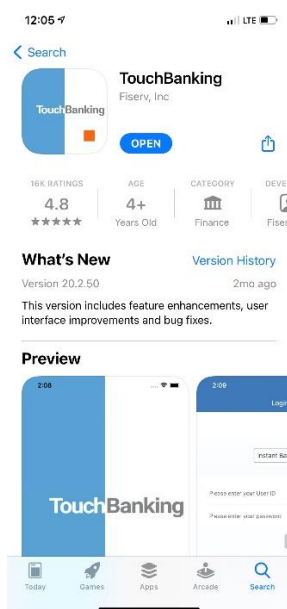 12:05
LTE
Search
TouchBanking
TouchBanking
Fiserv, Inc
OPEN
16K RATINGS
AGE
CATEGORY
4.8
4+
Years Old
Finance
What's New
Version History
Version 20.2.50
2mo ago
This version includes feature enhancements, user
interface improvements and bug fixes.
Preview
2:08
2:09
TouchBanking
Please enter your User ID
Please enter your password
Today
Games
Apps
Arcade
Search